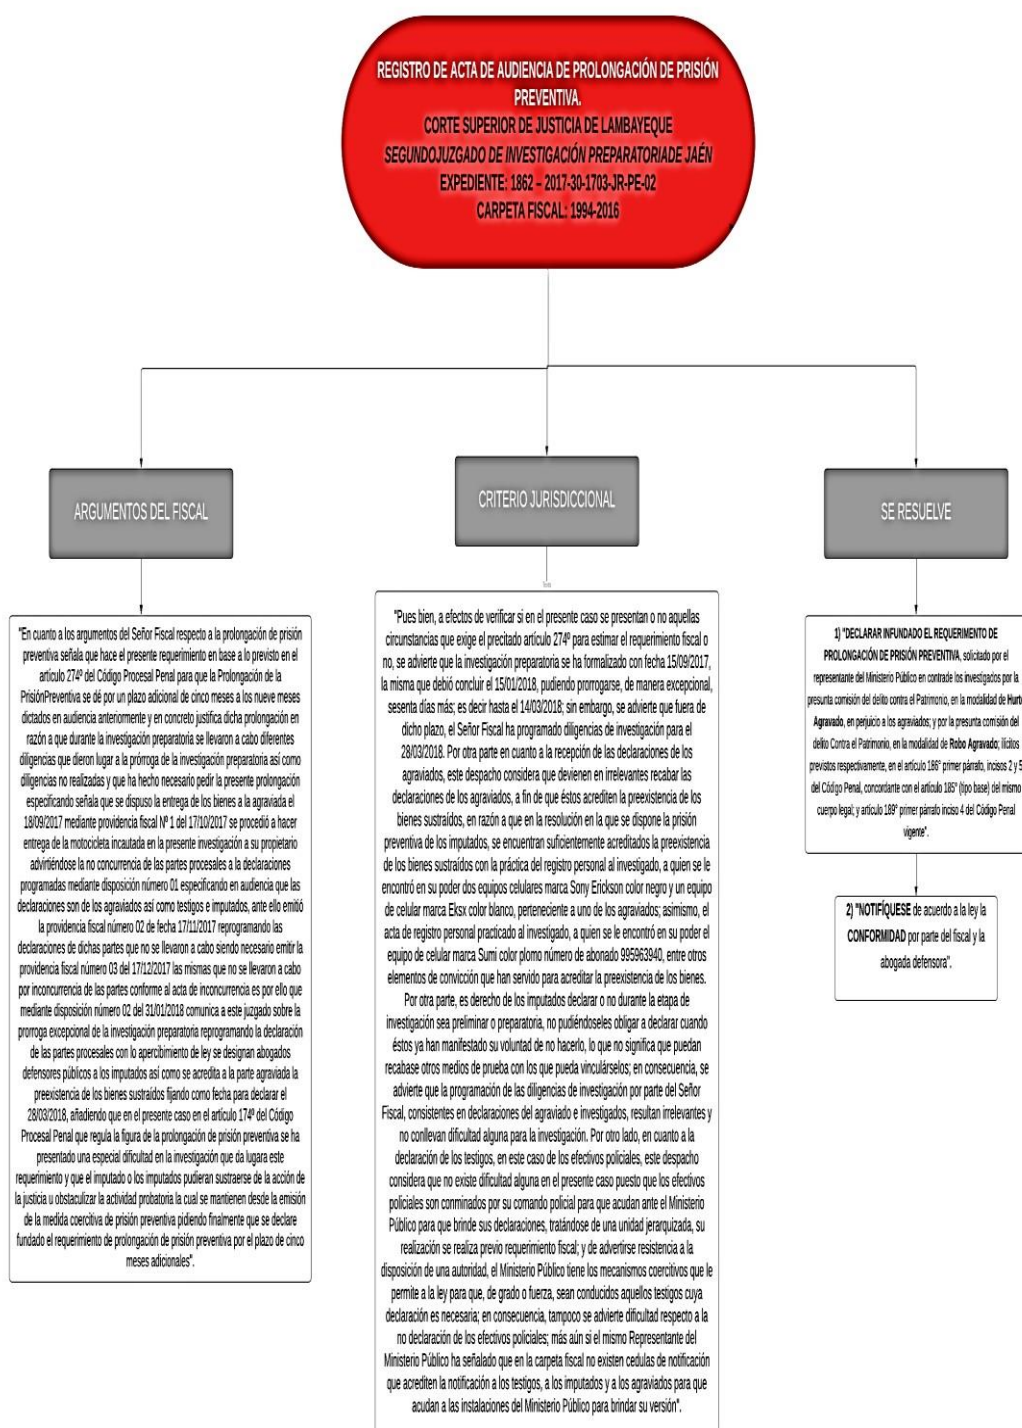 REGISTRO DE ACTA DE AUDIENCIA DE PROLONGACIÓN DE PRISIÓN
PREVENTIVA.
CORTE SUPERIOR DE JUSTICIA DE LAMBAYEQUE
SEGUNDOJUZGADO DE INVESTIGACIÓN PREPARATORIADE JAÉN
EXPEDIENTE: 1862 – 2017-30-1703-JR-PE-02
CARPETA FISCAL: 1994-2016
ARGUMENTOS DEL FISCAL
"En cuanto a los argumentos del Señor Fiscal respecto a la prolongación de prisión
preventiva señala que hace el presente requerimiento en base a lo previsto en el
artículo 274º del Código Procesal Penal para que la Prolongación de la
PrisiónPreventiva se dé por un plazo adicional de cinco meses a los nueve meses
dictados en audiencia anteriormente y en concreto justifica dicha prolongación en
razón a que durante la investigación preparatoria se llevaron a cabo diferentes
diligencias que dieron lugar a la prórroga de la investigación preparatoria así como
diligencias no realizadas y que ha hecho necesario pedir la presente prolongación
especificando señala que se dispuso la entrega de los bienes a la agraviada el
18/09/2017 mediante providencia fiscal Nº 1 del 17/10/2017 se procedió a hacer
entrega de la motocicleta incautada en la presente investigación a su propietario
advirtiéndose la no concurrencia de las partes procesales a la declaraciones
programadas mediante disposición número 01 especificando en audiencia que las
declaraciones son de los agraviados así como testigos e imputados, ante ello emitió
la providencia fiscal número 02 de fecha 17/11/2017 reprogramando las
declaraciones de dichas partes que no se llevaron a cabo siendo necesario emitir la
providencia fiscal número 03 del 17/12/2017 las mismas que no se llevaron a cabo
por inconcurrencia de las partes conforme al acta de inconcurrencia es por ello que
mediante disposición número 02 del 31/01/2018 comunica a este juzgado sobre la
prorroga excepcional de la investigación preparatoria reprogramando la declaración
de las partes procesales con lo apercibimiento de ley se designan abogados
defensores públicos a los imputados así como se acredita a la parte agraviada la
preexistencia de los bienes sustraídos fijando como fecha para declarar el
28/03/2018, añadiendo que en el presente caso en el artículo 174º del Código
Procesal Penal que regula la figura de la prolongación de prisión preventiva se ha
presentado una especial dificultad en la investigación que da lugara este
requerimiento y que el imputado o los imputados pudieran sustraerse de la acción de
la justicia u obstaculizar la actividad probatoria la cual se mantienen desde la emisión
de la medida coercitiva de prisión preventiva pidiendo finalmente que se declare
fundado el requerimiento de prolongación de prisión preventiva por el plazo de cinco
meses adicionales".
CRITERIO JURISDICCIONAL
"Pues bien, a efectos de verificar si en el presente caso se presentan o no aquellas
circunstancias que exige el precitado artículo 274º para estimar el requerimiento fiscal o
no, se advierte que la investigación preparatoria se ha formalizado con fecha 15/09/2017,
la misma que debió concluir el 15/01/2018, pudiendo prorrogarse, de manera excepcional,
sesenta días más; es decir hasta el 14/03/2018; sin embargo, se advierte que fuera de
dicho plazo, el Señor Fiscal ha programado diligencias de investigación para el
28/03/2018. Por otra parte en cuanto a la recepción de las declaraciones de los
agraviados, este despacho considera que devienen en irrelevantes recabar las
declaraciones de los agraviados, a fin de que éstos acrediten la preexistencia de los
bienes sustraídos, en razón a que en la resolución en la que se dispone la prisión
preventiva de los imputados, se encuentran suficientemente acreditados la preexistencia
de los bienes sustraídos con la práctica del registro personal al investigado, a quien se le
encontró en su poder dos equipos celulares marca Sony Erickson color negro y un equipo
de celular marca Eksx color blanco, perteneciente a uno de los agraviados; asimismo, el
acta de registro personal practicado al investigado, a quien se le encontró en su poder el
equipo de celular marca Sumi color plomo número de abonado 995963940, entre otros
elementos de convicción que han servido para acreditar la preexistencia de los bienes.
Por otra parte, es derecho de los imputados declarar o no durante la etapa de
investigación sea preliminar o preparatoria, no pudiéndoseles obligar a declarar cuando
éstos ya han manifestado su voluntad de no hacerlo, lo que no significa que puedan
recabase otros medios de prueba con los que pueda vinculárselos; en consecuencia, se
advierte que la programación de las diligencias de investigación por parte del Señor
Fiscal, consistentes en declaraciones del agraviado e investigados, resultan irrelevantes y
no conllevan dificultad alguna para la investigación. Por otro lado, en cuanto a la
declaración de los testigos, en este caso de los efectivos policiales, este despacho
considera que no existe dificultad alguna en el presente caso puesto que los efectivos
policiales son conminados por su comando policial para que acudan ante el Ministerio
Público para que brinde sus declaraciones, tratándose de una unidad jerarquizada, su
realización se realiza previo requerimiento fiscal; y de advertirse resistencia a la
disposición de una autoridad, el Ministerio Público tiene los mecanismos coercitivos que le
permite a la ley para que, de grado o fuerza, sean conducidos aquellos testigos cuya
declaración es necesaria; en consecuencia, tampoco se advierte dificultad respecto a la
no declaración de los efectivos policiales; más aún si el mismo Representante del
Ministerio Público ha señalado que en la carpeta fiscal no existen cedulas de notificación
que acrediten la notificación a los testigos, a los imputados y a los agraviados para que
acudan a las instalaciones del Ministerio Público para brindar su versión".
SE RESUELVE
1) "DECLARAR INFUNDADO EL REQUERIMENTO DE
PROLONGACIÓN DE PRISIÓN PREVENTIVA, solicitado por el
representante del Ministerio Público en contrade los investigados por la
presunta comisión del delito contra el Patrimonio, en la modalidad de Hurto
Agravado, en perjuicio a los agraviados; y por la presunta comisión del
delito Contra el Patrimonio, en la modalidad de Robo Agravado; ilícitos
previstos respectivamente, en el artículo 186° primer párrafo, incisos 2 y 5
del Código Penal, concordante con el artículo 185° (tipo base) del mismo
cuerpo legal; y artículo 189° primer párrafo inciso 4 del Código Penal
vigente".
2) "NOTIFÍQUESE de acuerdo a la ley la
CONFORMIDAD por parte del fiscal y la
abogada defensora".